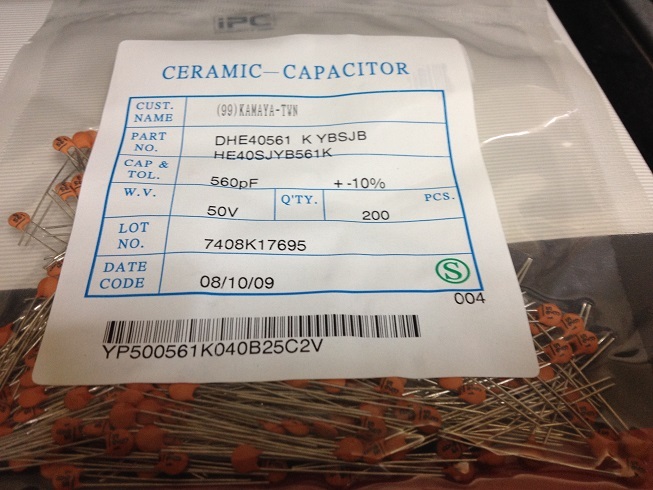 iPC
CERAMIC-CAPACITOR
CUST. NAME (99)KAMAYA-TWN
PART NO. DHE40561 K YBSJB
HE40SJYB561K
CAP & TOL. 560pF +-10%
W.V. 50V Q'TY. 200 PCS.
LOT NO. 7408K17695
DATE CODE 08/10/09 S
004
YP500561K040B25C2V